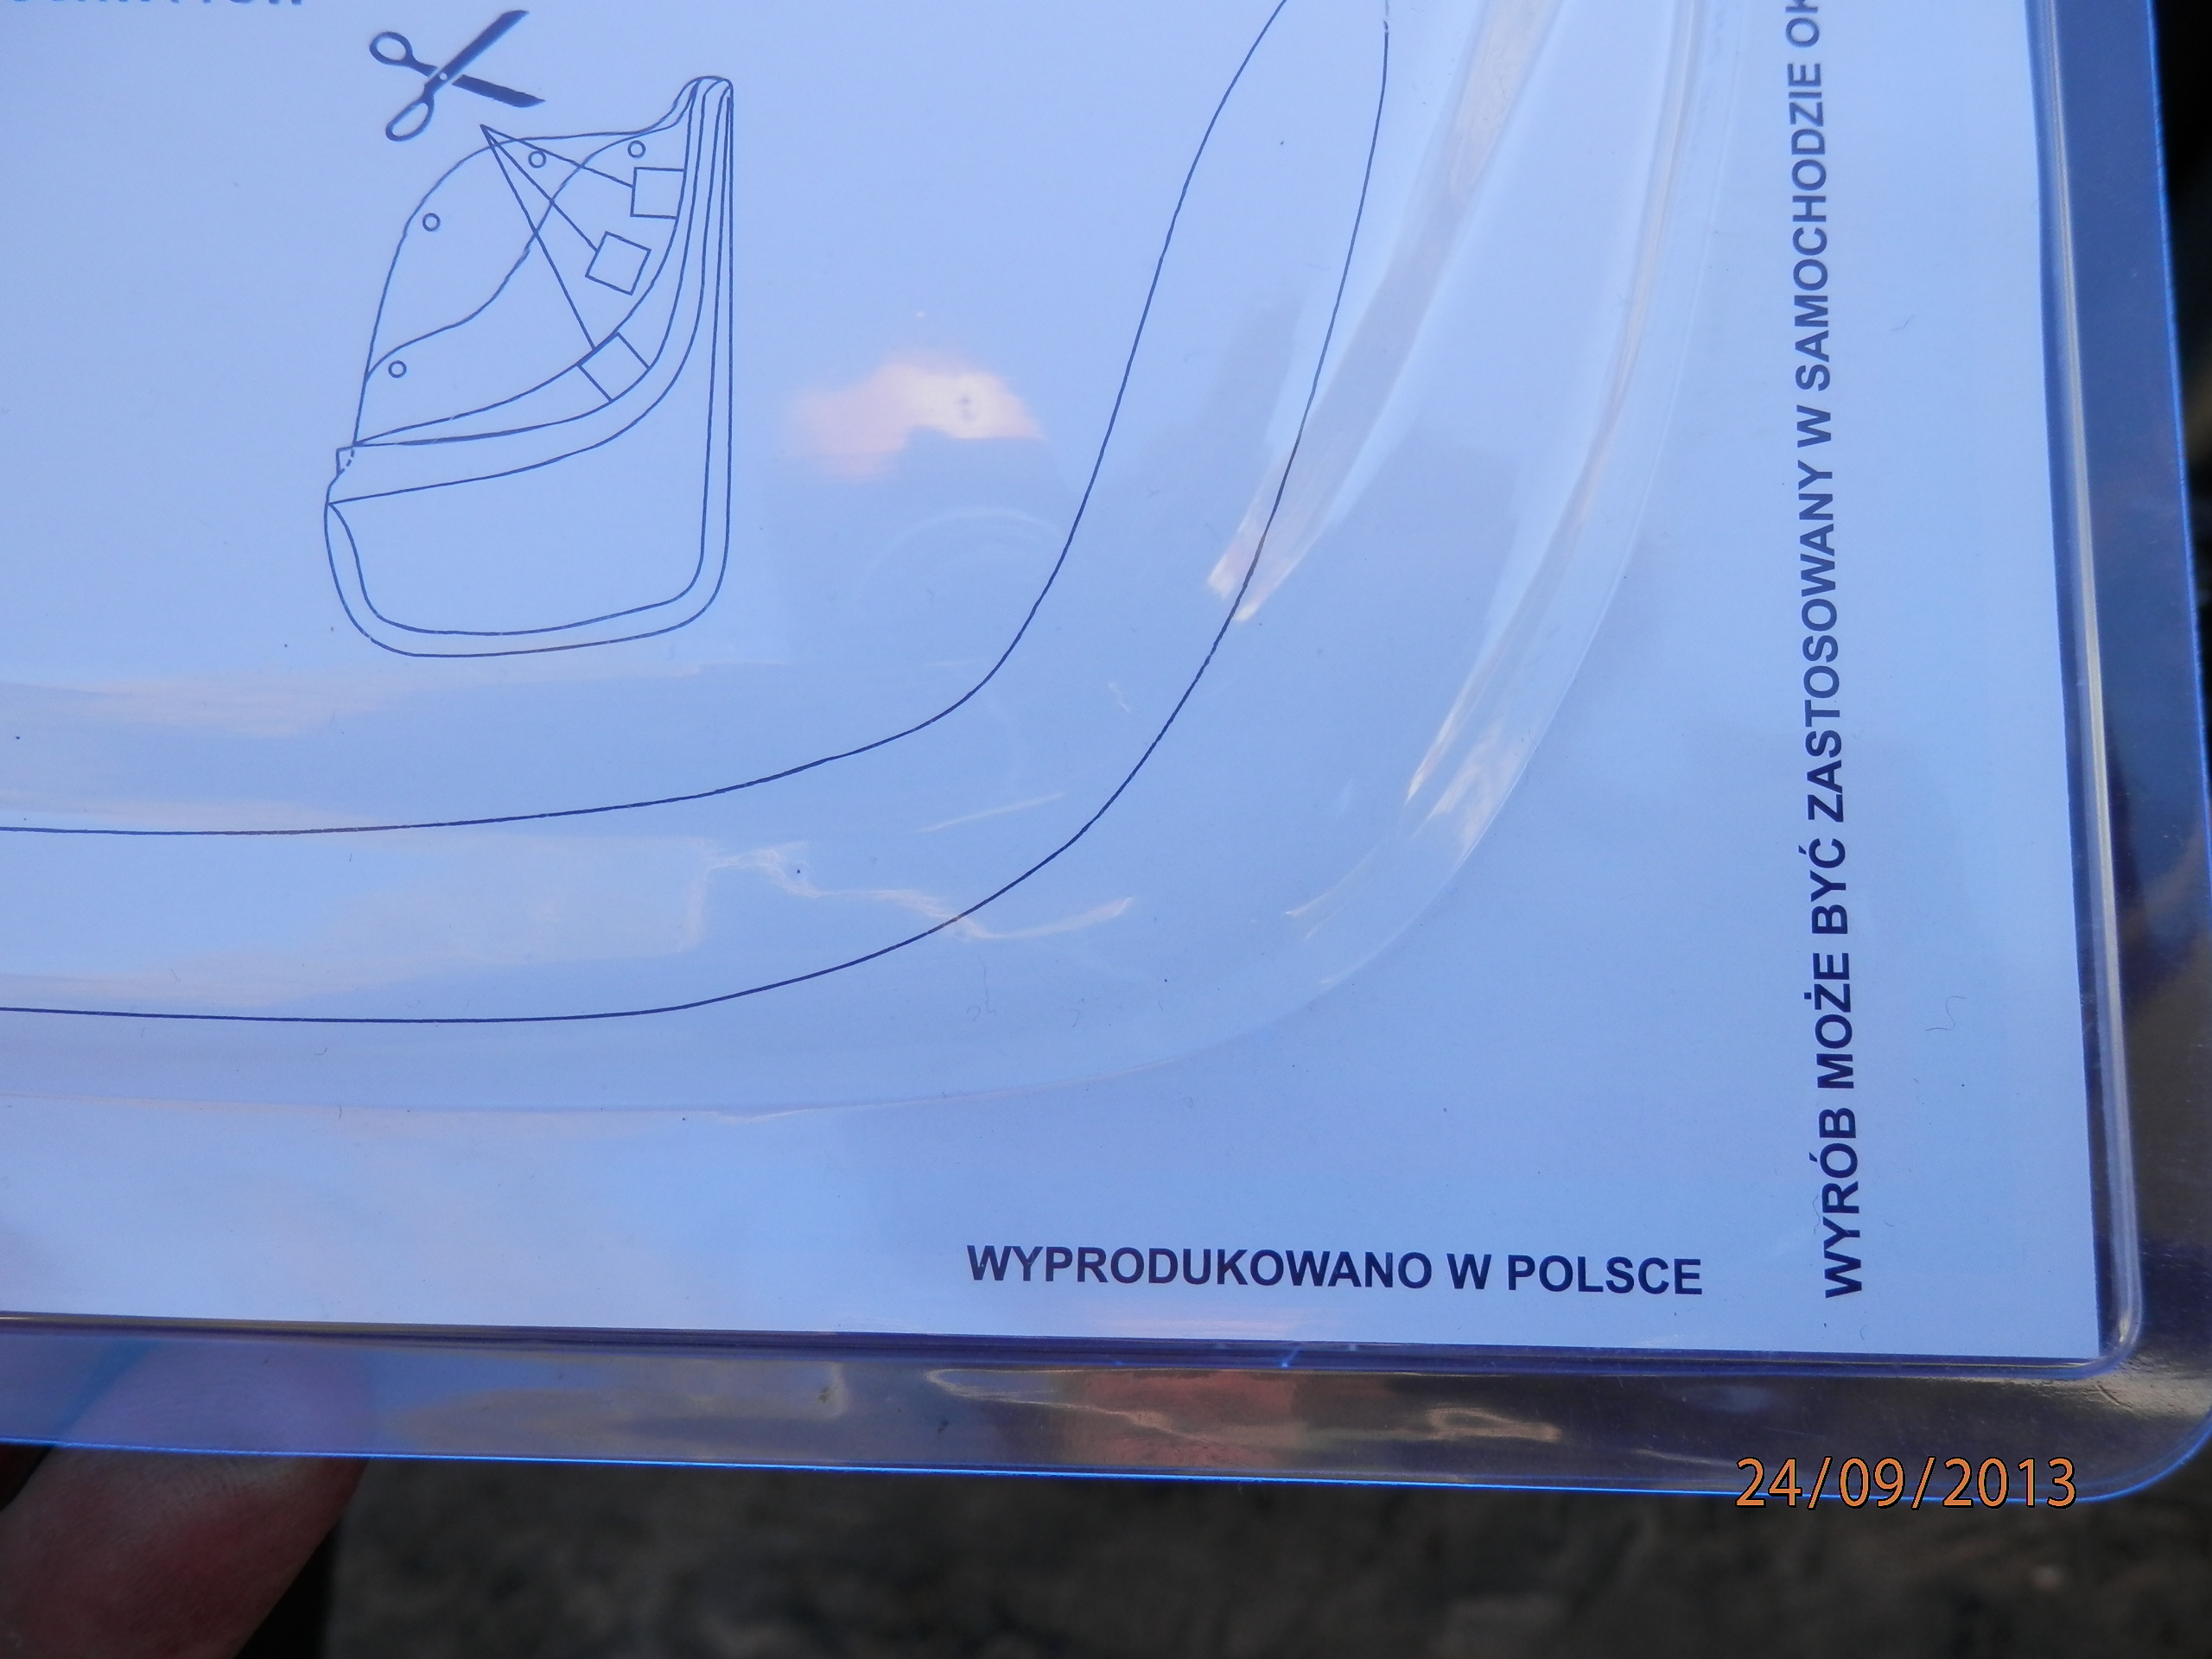 WYRÓB MOŻE BYĆ ZASTOSOWANY W SAMOCHODZIE
WYPRODUKOWANO W POLSCE
24/09/2013